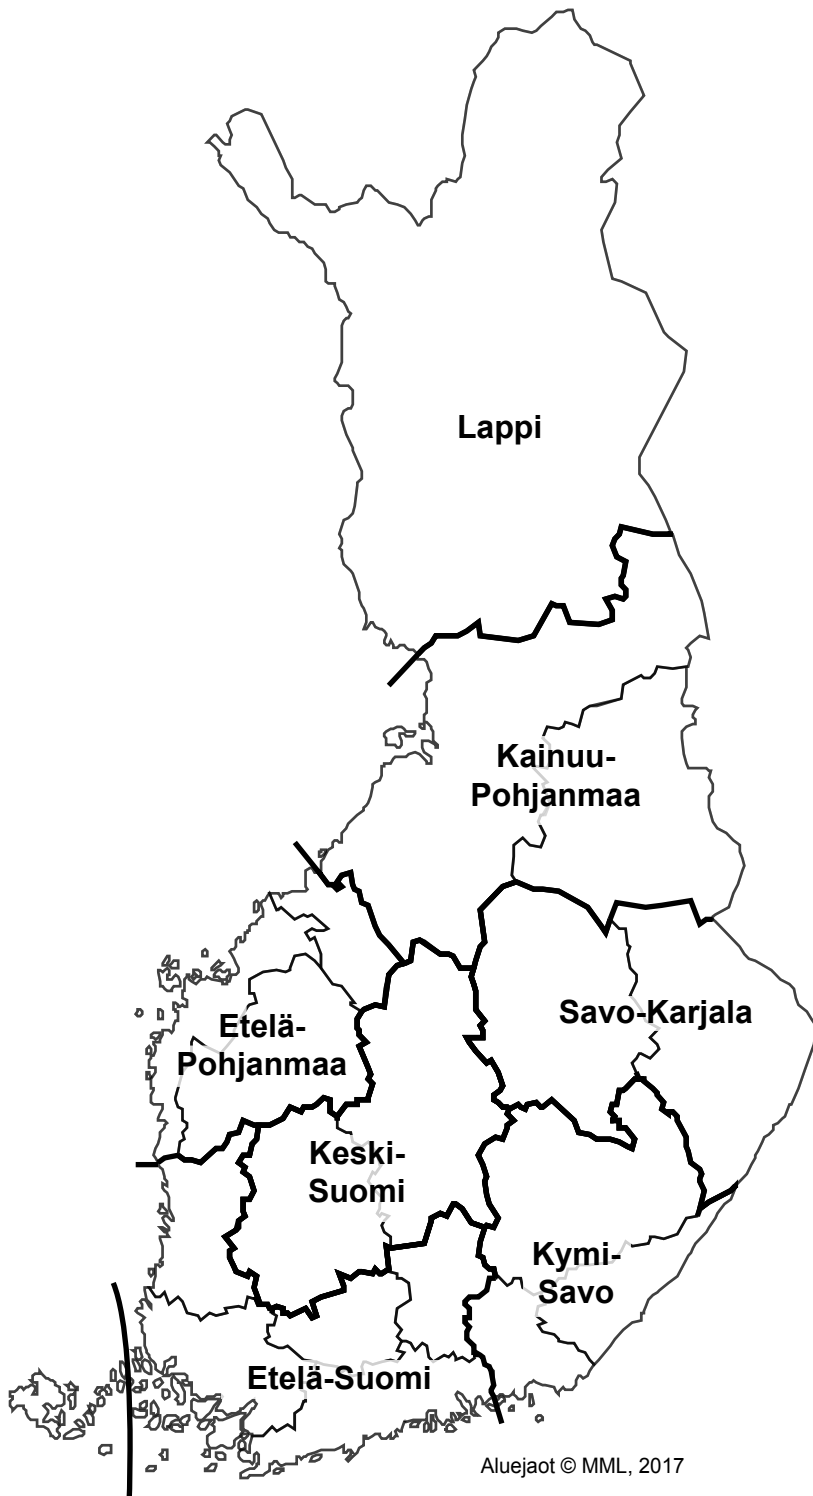 Lappi
Kainuu-
Pohjanmaa
Savo-Karjala
Etelä-
Pohjanmaa
Keski-
Suomi
Kymi-
Savo
Etelä-Suomi
Aluejaot © MML, 2017